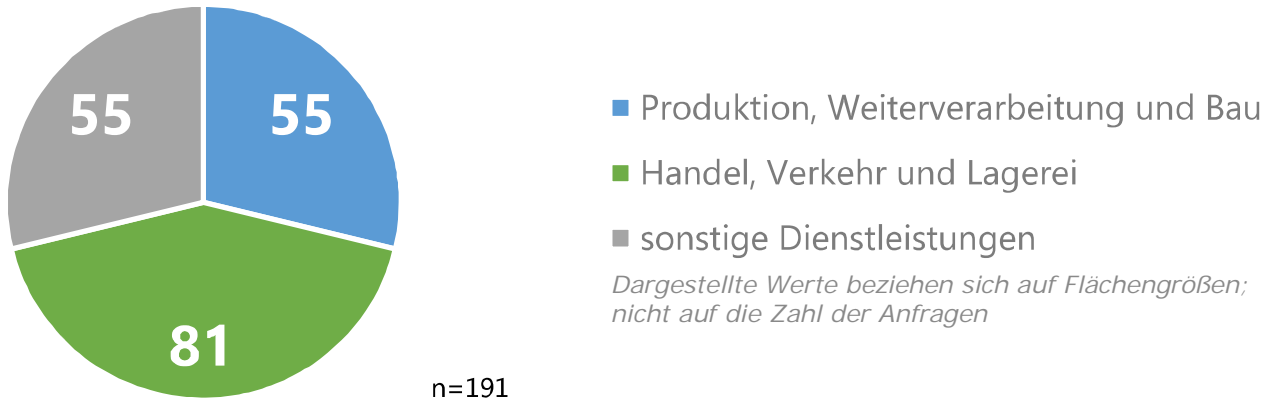 55
55
81
n=191
Produktion, Weiterverarbeitung und Bau
Handel, Verkehr und Lagerei
sonstige Dienstleistungen
Dargestellte Werte beziehen sich auf Flächengrößen;
nicht auf die Zahl der Anfragen